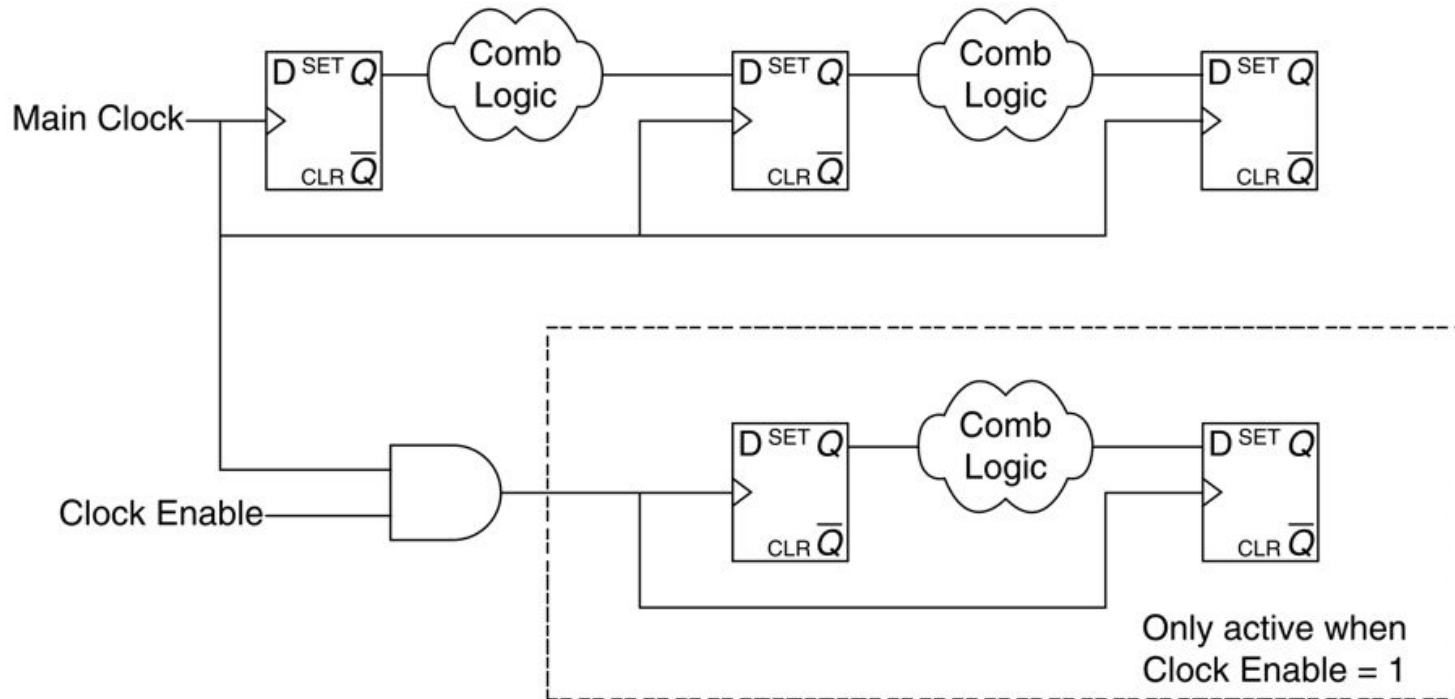 Comb
Logic
Comb
Logic
D SET Q
D SET Q
D SET Q
Main Clock
CLR Q̅
CLR Q̅
CLR Q̅
Comb
Logic
D SET Q
D SET Q
Clock Enable
CLR Q̅
CLR Q̅
Only active when
Clock Enable = 1